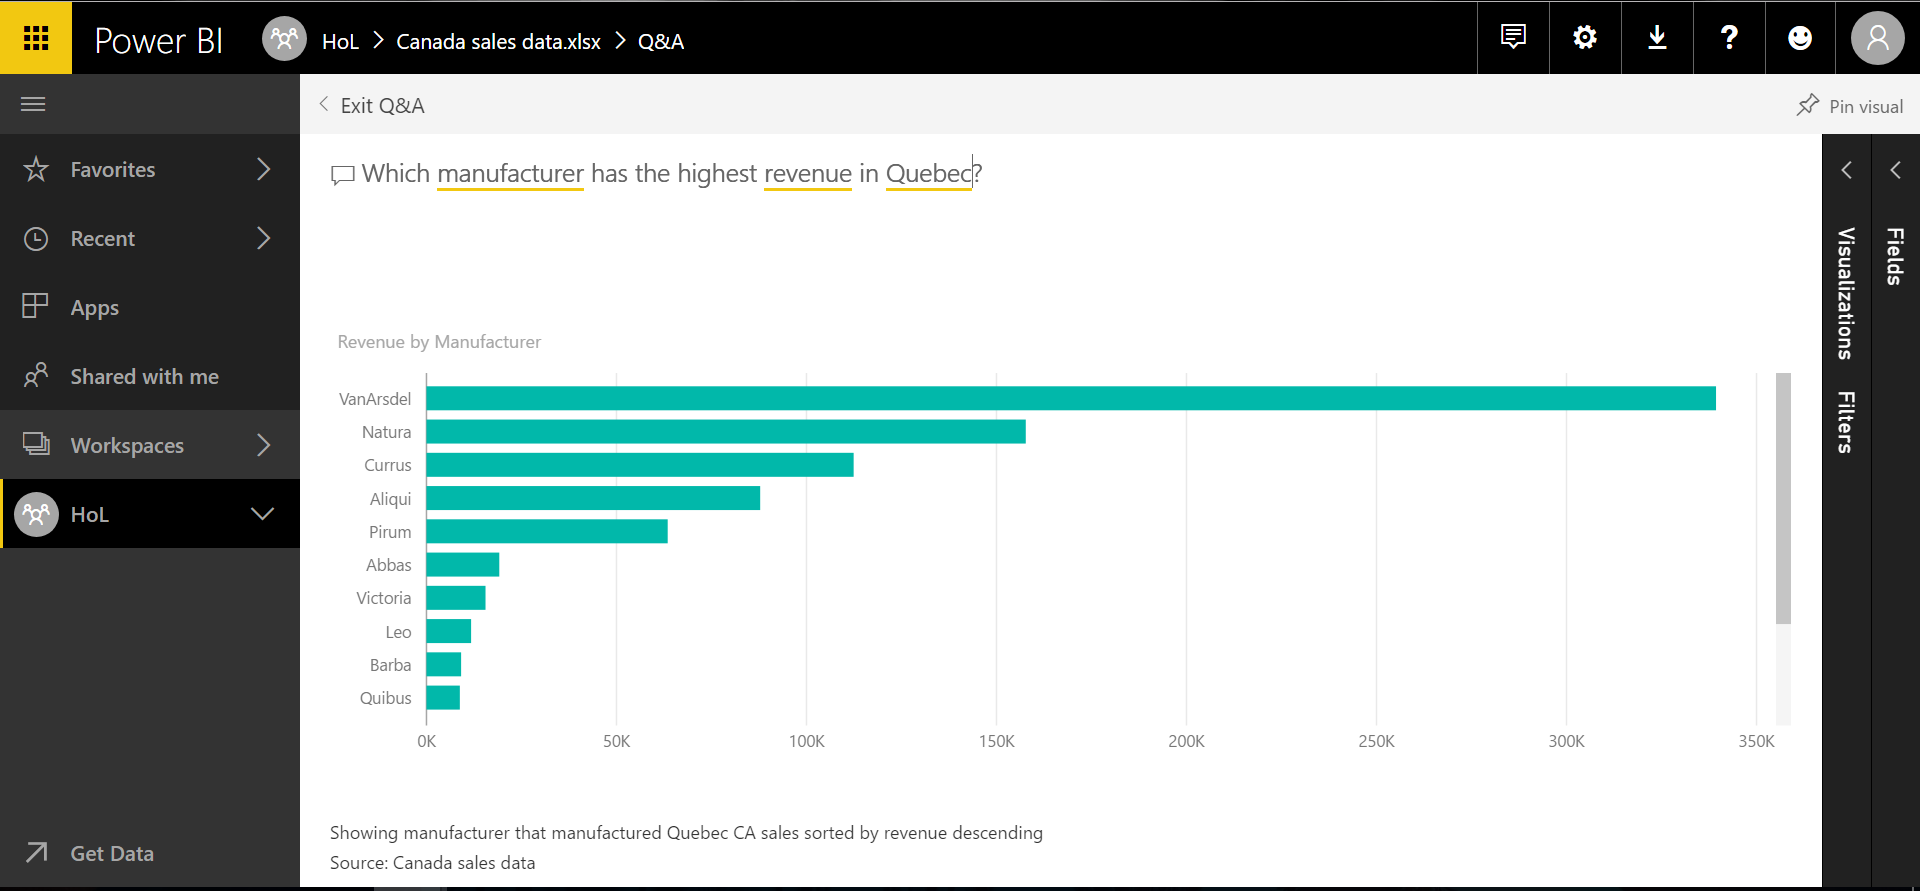 Power BI HoL > Canada sales data.xlsx > Q&A
Exit Q&A
Pin visual
Favorites
Recent
Apps
Shared with me
Workspaces
HoL
Get Data
Which manufacturer has the highest revenue in Quebec?
Revenue by Manufacturer
VanArsdel
Natura
Currus
Aliqui
Pirum
Abbas
Victoria
Leo
Barba
Quibus
0K 50K 100K 150K 200K 250K 300K 350K
Showing manufacturer that manufactured Quebec CA sales sorted by revenue descending
Source: Canada sales data
Visualizations
Filters
Fields